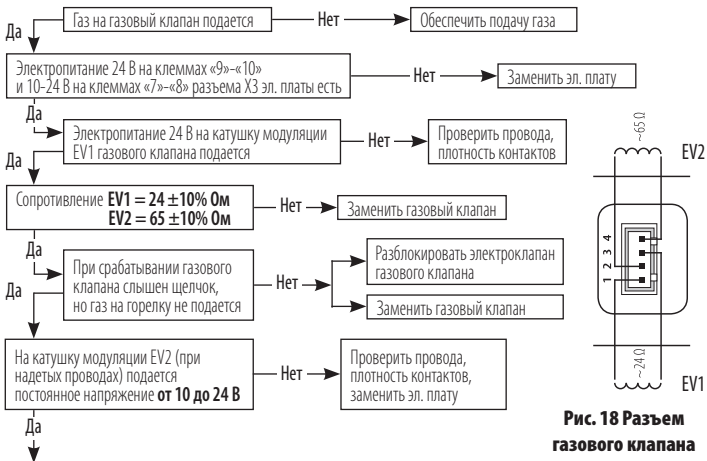 Газ на газовый клапан подается
Нет
Обеспечить подачу газа
Да
Электропитание 24 В на клеммах «9»-«10»
и 10-24 В на клеммах «7»-«8» разъема X3 эл. платы есть
Нет
Заменить эл. плату
Да
Электропитание 24 В на катушку модуляции
EV1 газового клапана подается
Нет
Проверить провода,
плотность контактов
Да
Сопротивление EV1 = 24 ±10% Ом
EV2 = 65 ±10% Ом
Нет
Заменить газовый клапан
Да
При срабатывании газового
клапана слышен щелчок,
но газ на горелку не подается
Нет
Разблокировать электроклапан
газового клапана
Заменить газовый клапан
Да
На катушку модуляции EV2 (при
надетых проводах) подается
постоянное напряжение от 10 до 24 В
Нет
Проверить провода,
плотность контактов,
заменить эл. плату
Да
~65 Ω
EV2
1 2 3 4
~24 Ω
EV1
Рис. 18 Разъем
газового клапана